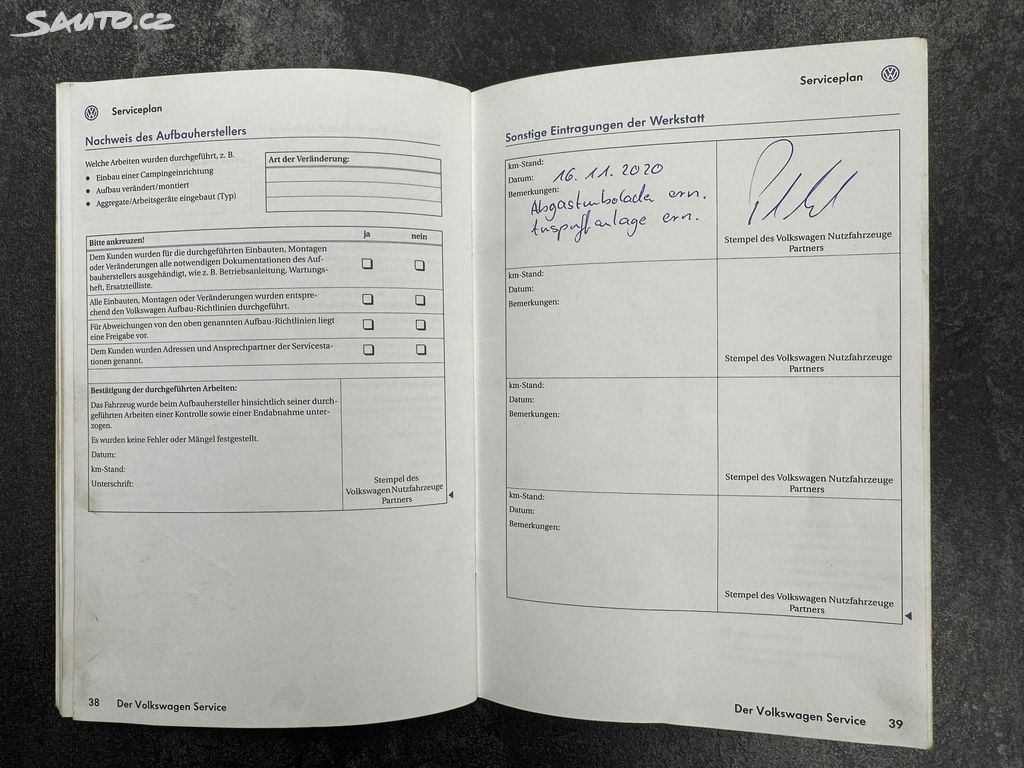 SAUTO.CZ
Serviceplan
Nachweis des Aufbauherstellers
Welche Arbeiten wurden durchgeführt, z. B.
• Einbau einer Campingeinrichtung
• Aufbau verändert/montiert
• Aggregate/Arbeitsgeräte eingebaut (Typ)
Art der Veränderung:
Bitte ankreuzen! ja nein
Dem Kunden wurden für die durchgeführten Einbauten, Montagen
oder Veränderungen alle notwendigen Dokumentationen des Auf-
bauherstellers ausgehändigt, wie z. B. Betriebsanleitung, Wartungs-
heft, Ersatzteilliste.
Alle Einbauten, Montagen oder Veränderungen wurden entspre-
chend den Volkswagen Aufbau-Richtlinien durchgeführt.
Für Abweichungen von den oben genannten Aufbau-Richtlinien liegt
eine Freigabe vor.
Dem Kunden wurden Adressen und Ansprechpartner der Servicesta-
tionen genannt.
Bestätigung der durchgeführten Arbeiten:
Das Fahrzeug wurde beim Aufbauhersteller hinsichtlich seiner durch-
geführten Arbeiten einer Kontrolle sowie einer Endabnahme unter-
zogen.
Es wurden keine Fehler oder Mängel festgestellt.
Datum:
km-Stand:
Unterschrift:
Stempel des
Volkswagen Nutzfahrzeuge
Partners
38 Der Volkswagen Service
Serviceplan
Sonstige Eintragungen der Werkstatt
km-Stand:
Datum: 16.11.2020
Bemerkungen:
Abgasturbolader ern.
Auspuffanlage ern.
Stempel des Volkswagen Nutzfahrzeuge
Partners
km-Stand:
Datum:
Bemerkungen:
Stempel des Volkswagen Nutzfahrzeuge
Partners
km-Stand:
Datum:
Bemerkungen:
Stempel des Volkswagen Nutzfahrzeuge
Partners
km-Stand:
Datum:
Bemerkungen:
Stempel des Volkswagen Nutzfahrzeuge
Partners
Der Volkswagen Service 39